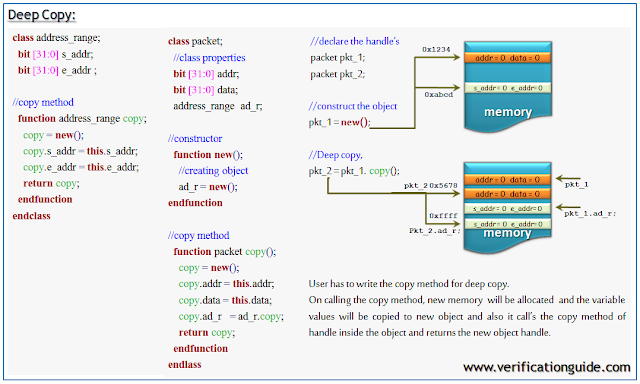 Deep Copy:
class address_range;
bit [31:0] s_addr;
bit [31:0] e_addr ;
//copy method
function address_range copy;
copy = new();
copy.s_addr = this.s_addr;
copy.e_addr = this.e_addr;
return copy;
endfunction
endclass
class packet;
//class properties
bit [31:0] addr;
bit [31:0] data;
address_range ad_r;
//constructor
function new();
//creating object
ad_r = new();
endfunction
//copy method
function packet copy();
copy = new();
copy.addr = this.addr;
copy.data = this.data;
copy.ad_r = ad_r.copy;
return copy;
endfunction
endlass
//declare the handle's
packet pkt_1;
packet pkt_2;
//construct the object
pkt_1 = new();
0x1234
0xabcd
addr= 0 data = 0
s_addr= 0 e_addr= 0
memory
//Deep copy,
pkt_2 = pkt_1. copy();
pkt_2 0x5678
0xffff
Pkt_2.ad_r;
addr= 0 data = 0
addr= 0 data = 0
s_addr= 0 e_addr=0
s_addr= 0 e_addr= 0
memory
pkt_1
pkt_1.ad_r;
User has to write the copy method for deep copy.
On calling the copy method, new memory will be allocated and the variable
values will be copied to new object and also it call's the copy method of
handle inside the object and returns the new object handle.
www.verificationguide.com